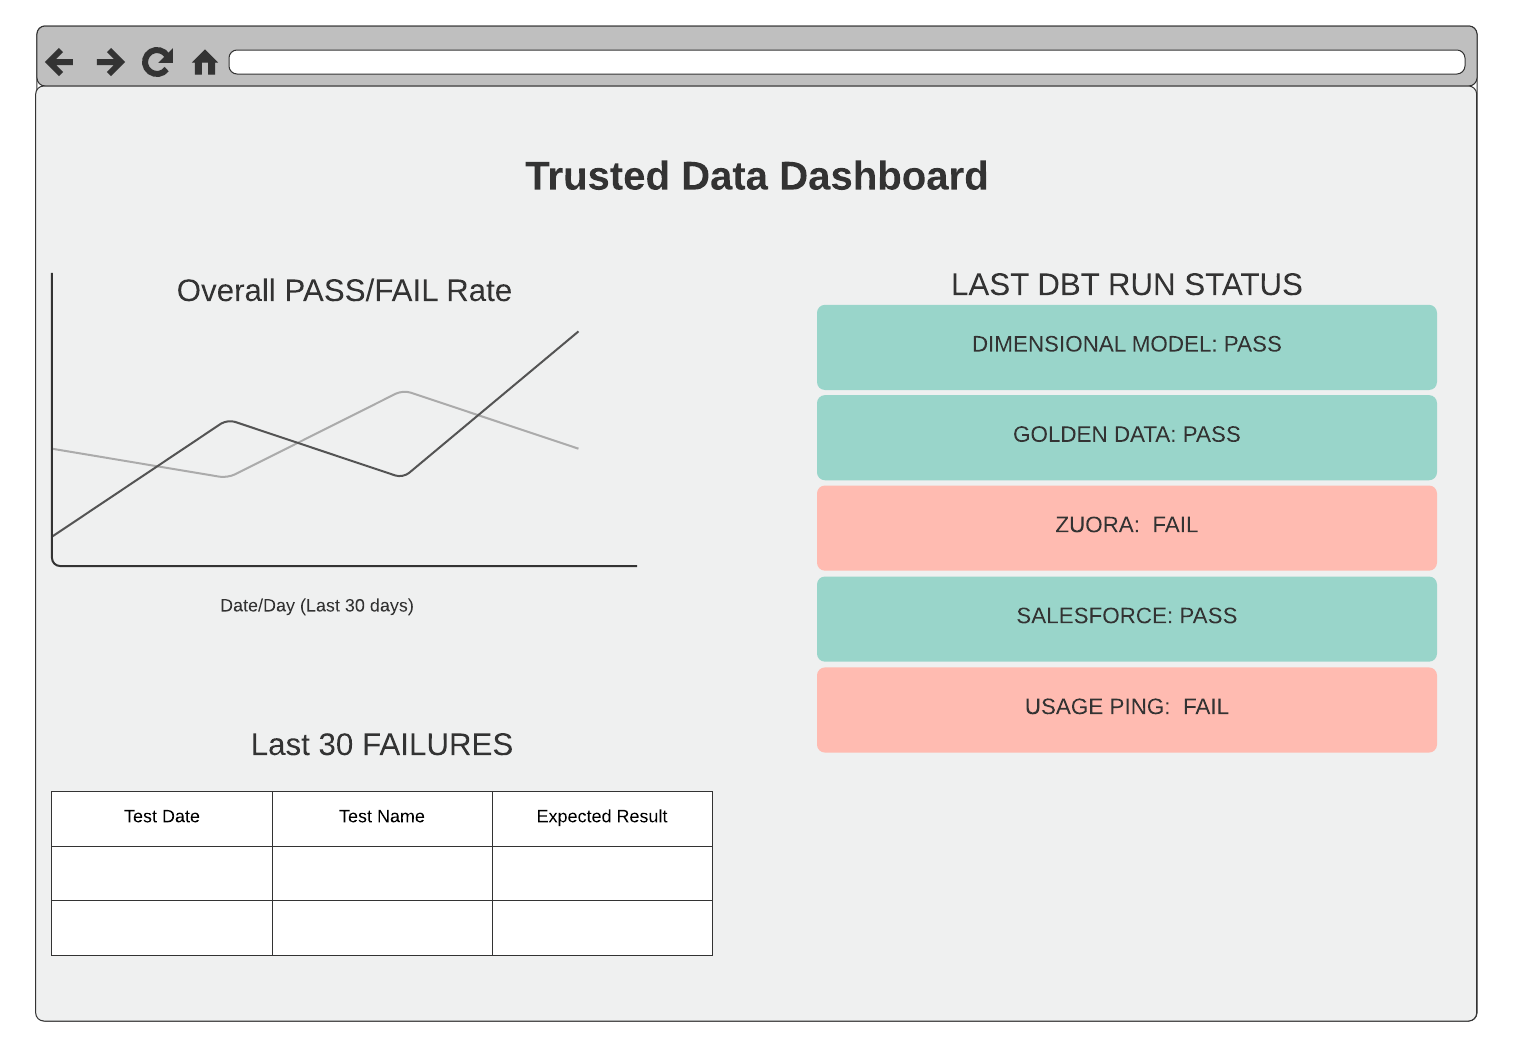 Trusted Data Dashboard
Overall PASS/FAIL Rate
Date/Day (Last 30 days)
LAST DBT RUN STATUS
DIMENSIONAL MODEL: PASS
GOLDEN DATA: PASS
ZUORA:  FAIL
SALESFORCE: PASS
USAGE PING:  FAIL
Last 30 FAILURES
Test Date Test Name Expected Result